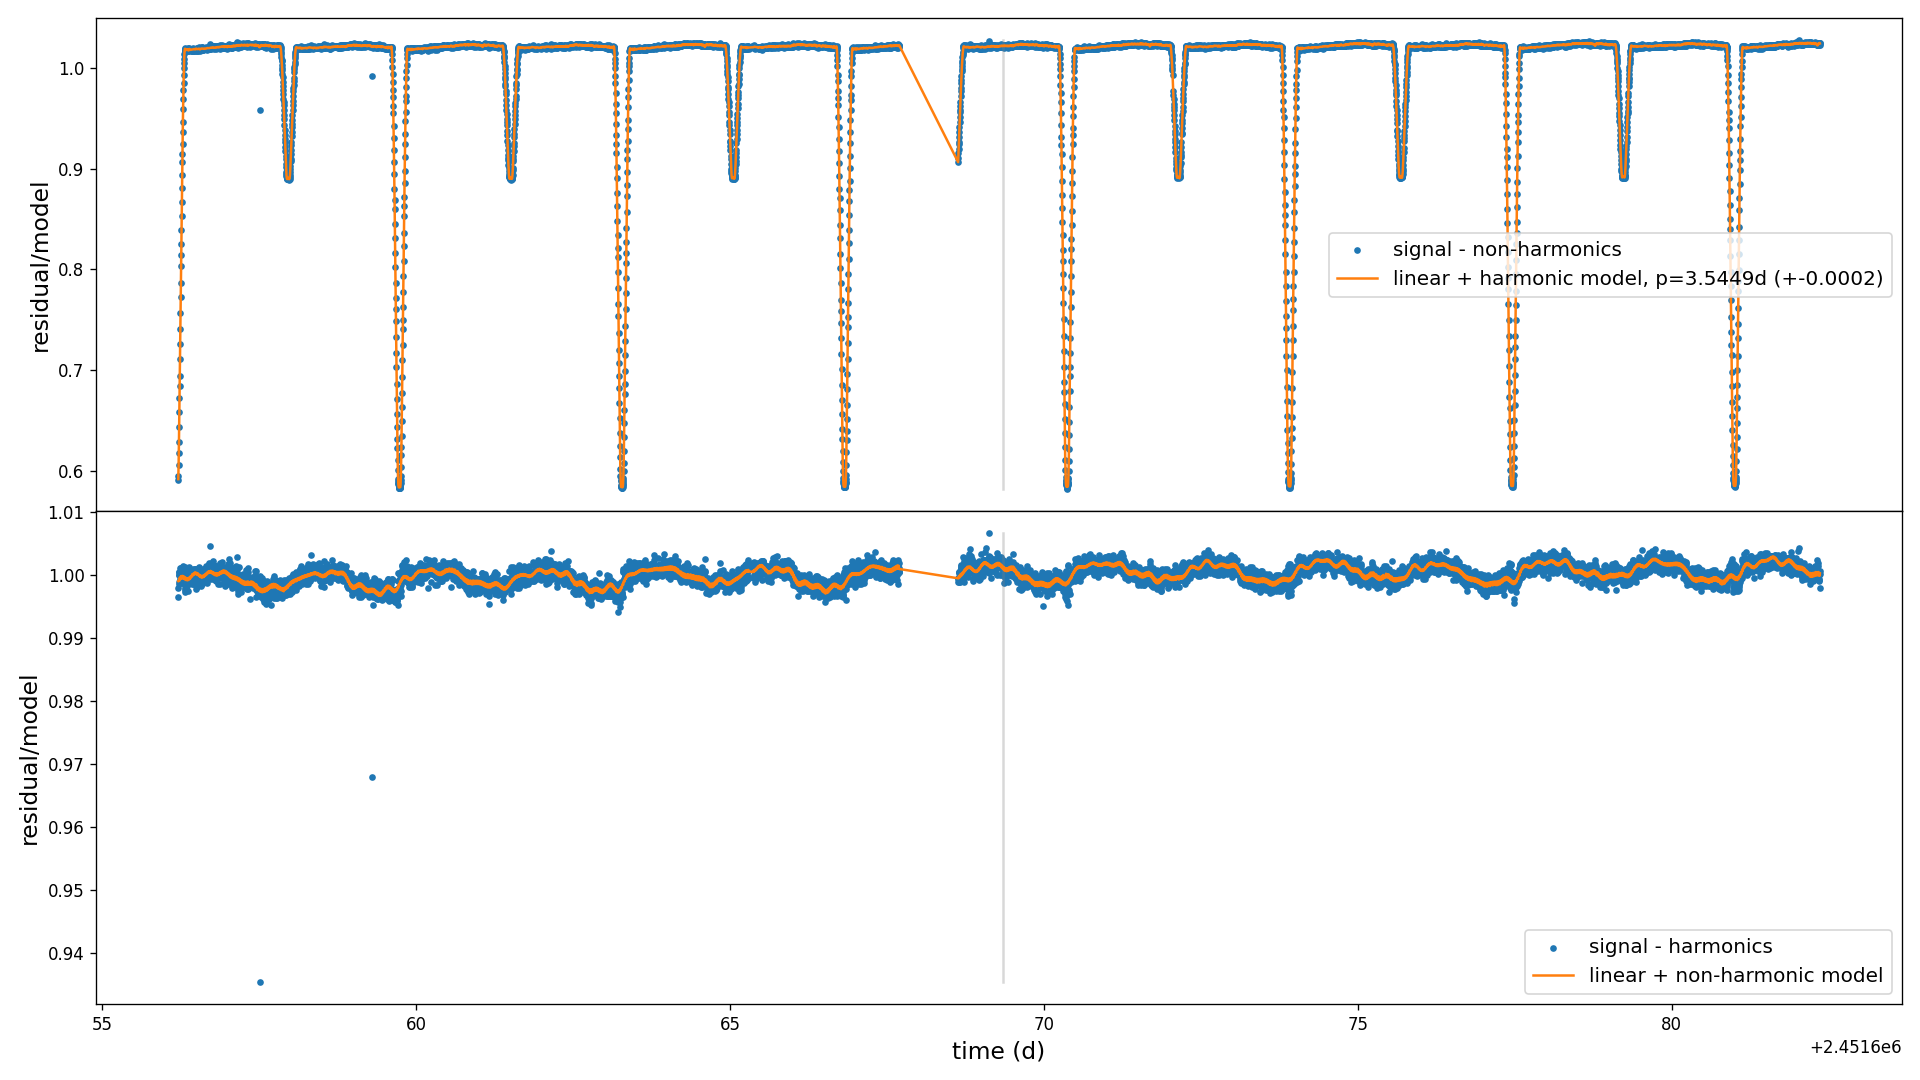 1.0
0.9
0.8
0.7
0.6
residual/model
signal - non-harmonics
linear + harmonic model, p=3.5449d (+-0.0002)
1.01
1.00
0.99
0.98
0.97
0.96
0.95
0.94
residual/model
signal - harmonics
linear + non-harmonic model
55 60 65 70 75 80
time (d)
+2.4516e6